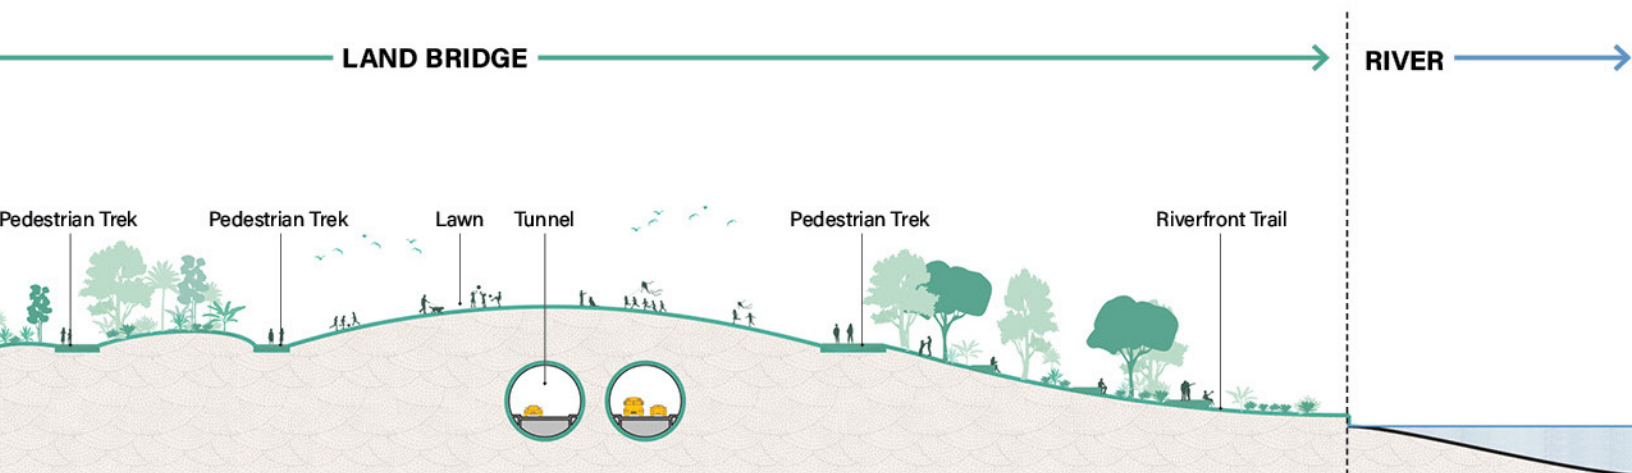 LAND BRIDGE
RIVER
Pedestrian Trek
Pedestrian Trek
Lawn
Tunnel
Pedestrian Trek
Riverfront Trail